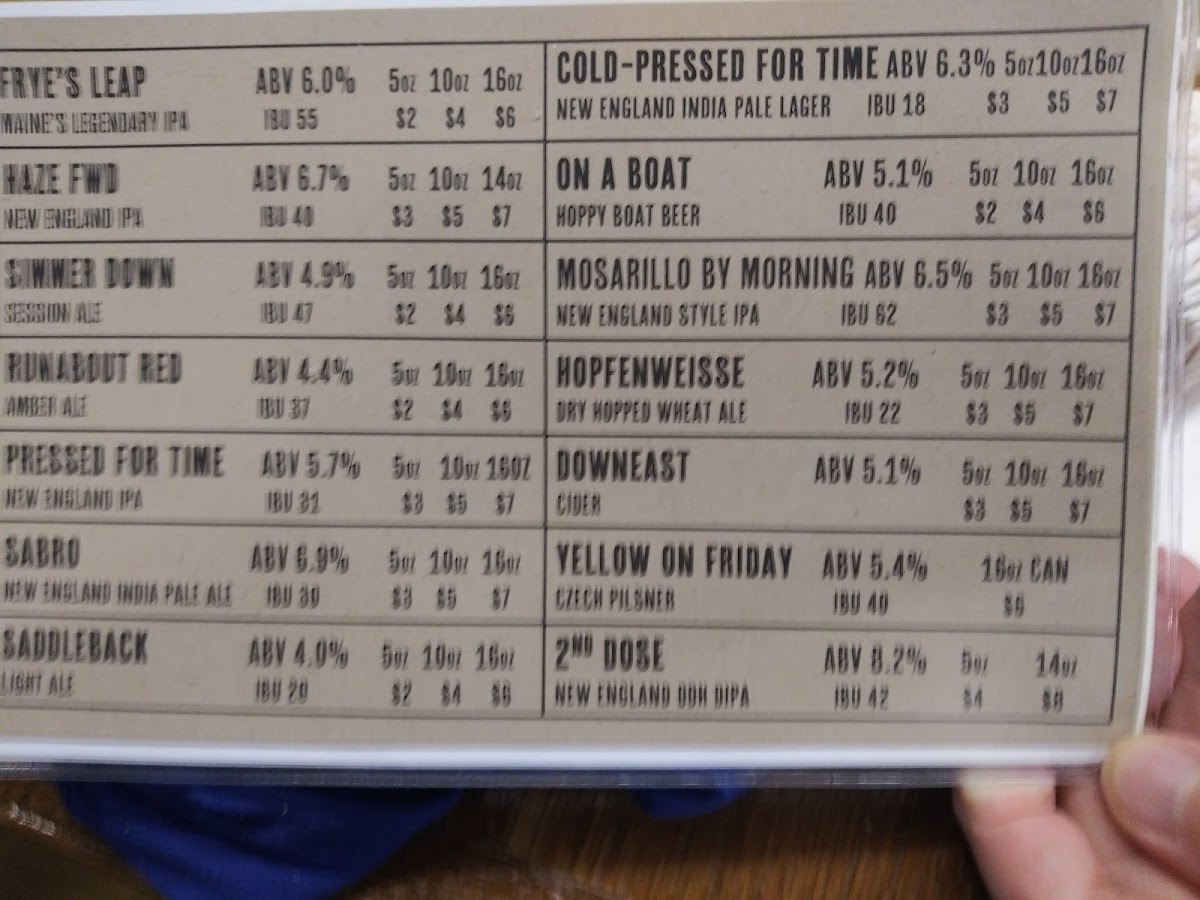 FRYE'S LEAP ABV 6.0% 5oz 10oz 16oz
MAINE'S LEGENDARY IPA IBU 55 $2 $4 $6
HAZE FWD ABV 6.7% 5oz 10oz 14oz
NEW ENGLAND IPA IBU 40 $3 $5 $7
SIMMER DOWN ABV 4.9% 5oz 10oz 16oz
SESSION ALE IBU 47 $2 $4 $6
RUNABOUT RED ABV 4.4% 5oz 10oz 16oz
AMBER ALE IBU 37 $2 $4 $6
PRESSED FOR TIME ABV 5.7% 5oz 10oz 16OZ
NEW ENGLAND IPA IBU 31 $3 $5 $7
SABRO ABV 6.9% 5oz 10oz 16oz
NEW ENGLAND INDIA PALE ALE IBU 30 $3 $5 $7
SADDLEBACK ABV 4.0% 5oz 10oz 16oz
LIGHT ALE IBU 20 $2 $4 $6
COLD-PRESSED FOR TIME ABV 6.3% 5oz 10oz 16oz
NEW ENGLAND INDIA PALE LAGER IBU 18 $3 $5 $7
ON A BOAT ABV 5.1% 5oz 10oz 16oz
HOPPY BOAT BEER IBU 40 $2 $4 $6
MOSARILLO BY MORNING ABV 6.5% 5oz 10oz 16oz
NEW ENGLAND STYLE IPA IBU 62 $3 $5 $7
HOPFENWEISSE ABV 5.2% 5oz 10oz 16oz
DRY HOPPED WHEAT ALE IBU 22 $3 $5 $7
DOWNEAST ABV 5.1% 5oz 10oz 16oz
CIDER $3 $5 $7
YELLOW ON FRIDAY ABV 5.4% 16oz CAN
CZECH PILSNER IBU 40 $6
2ND DOSE ABV 8.2% 5oz 14oz
NEW ENGLAND DDH DIPA IBU 42 $4 $8